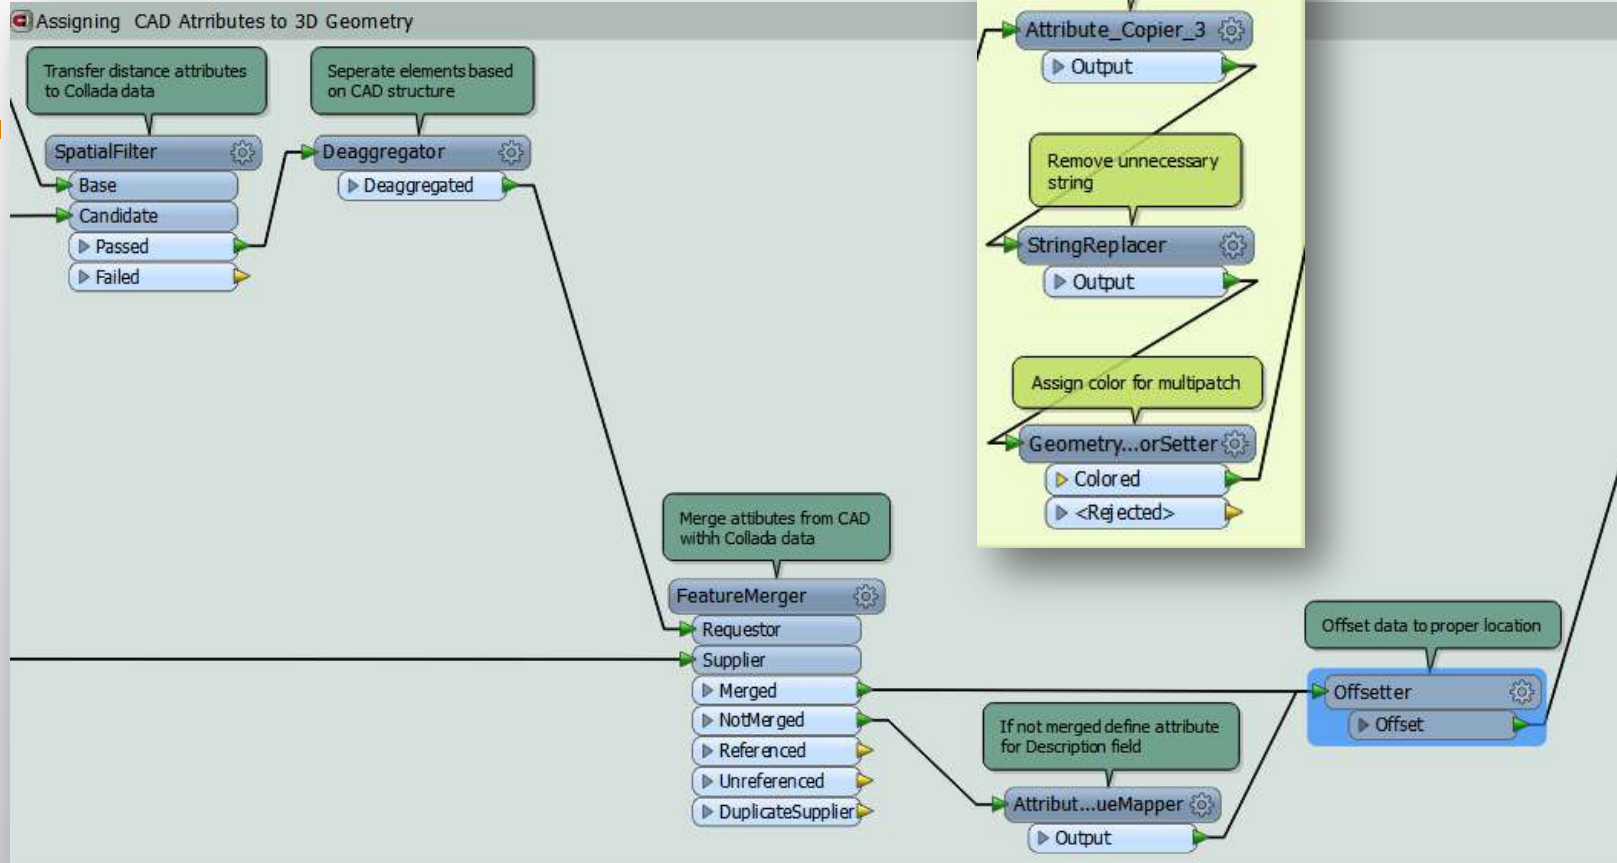 Assigning CAD Atrributes to 3D Geometry
Transfer distance attributes
to Collada data
SpatialFilter
Base
Candidate
Passed
Failed
Seperate elements based
on CAD structure
Deaggregator
Deaggregated
Merge attibutes from CAD
withh Collada data
FeatureMerger
Requestor
Supplier
Merged
NotMerged
Referenced
Unreferenced
DuplicateSupplier
If not merged define attribute
for Description field
Attribut...ueMapper
Output
Offset data to proper location
Offsetter
Offset
Attribute_Copier_3
Output
Remove unnecessary
string
StringReplacer
Output
Assign color for multipatch
Geometry...orSetter
Colored
<Rejected>